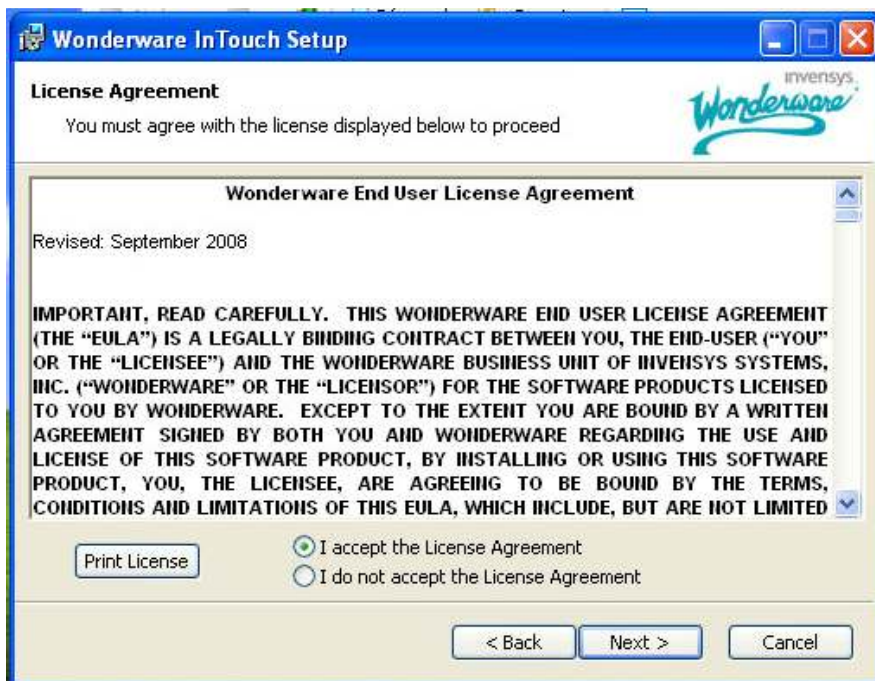 Wonderware InTouch Setup
License Agreement
You must agree with the license displayed below to proceed
invensys
Wonderware
Wonderware End User License Agreement
Revised: September 2008
IMPORTANT, READ CAREFULLY. THIS WONDERWARE END USER LICENSE AGREEMENT
(THE “EULA”) IS A LEGALLY BINDING CONTRACT BETWEEN YOU, THE END-USER (“YOU”
OR THE “LICENSEE”) AND THE WONDERWARE BUSINESS UNIT OF INVENSYS SYSTEMS,
INC. (“WONDERWARE” OR THE “LICENSOR”) FOR THE SOFTWARE PRODUCTS LICENSED
TO YOU BY WONDERWARE. EXCEPT TO THE EXTENT YOU ARE BOUND BY A WRITTEN
AGREEMENT SIGNED BY BOTH YOU AND WONDERWARE REGARDING THE USE AND
LICENSE OF THIS SOFTWARE PRODUCT, BY INSTALLING OR USING THIS SOFTWARE
PRODUCT, YOU, THE LICENSEE, ARE AGREEING TO BE BOUND BY THE TERMS,
CONDITIONS AND LIMITATIONS OF THIS EULA, WHICH INCLUDE, BUT ARE NOT LIMITED
Print License
I accept the License Agreement
I do not accept the License Agreement
< Back
Next >
Cancel